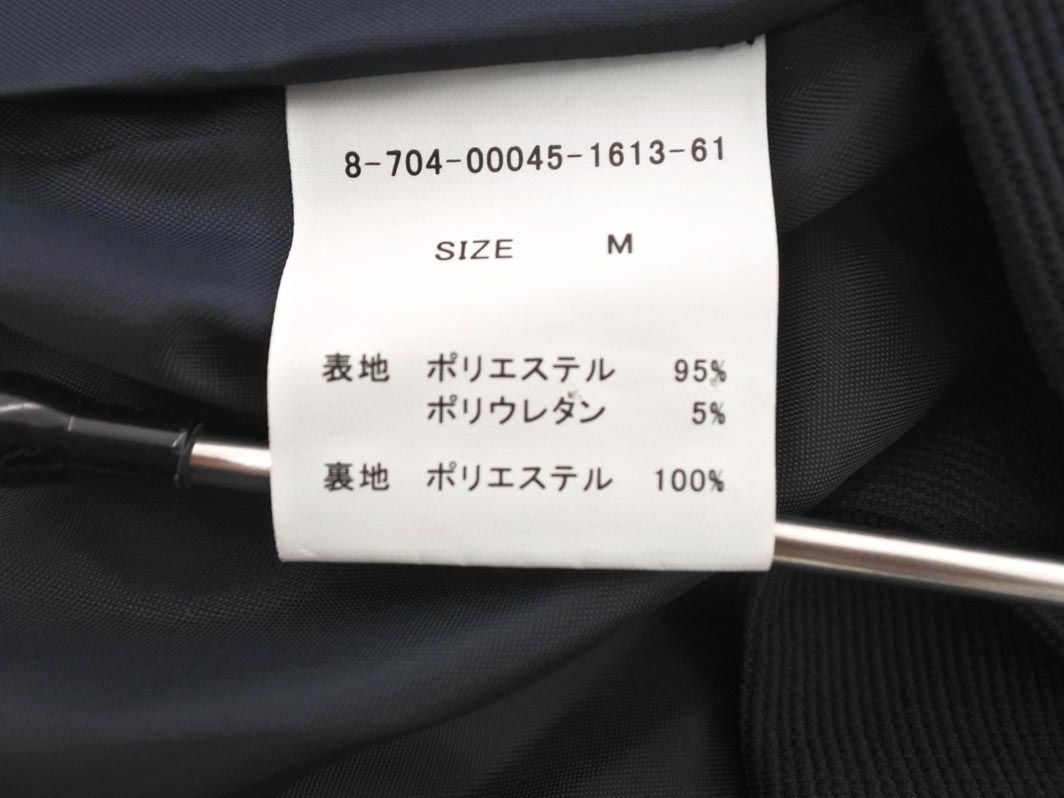 8-704-00045-1613-61
SIZE M
表地 ポリエステル 95%
ポリウレタン 5%
裏地 ポリエステル 100%